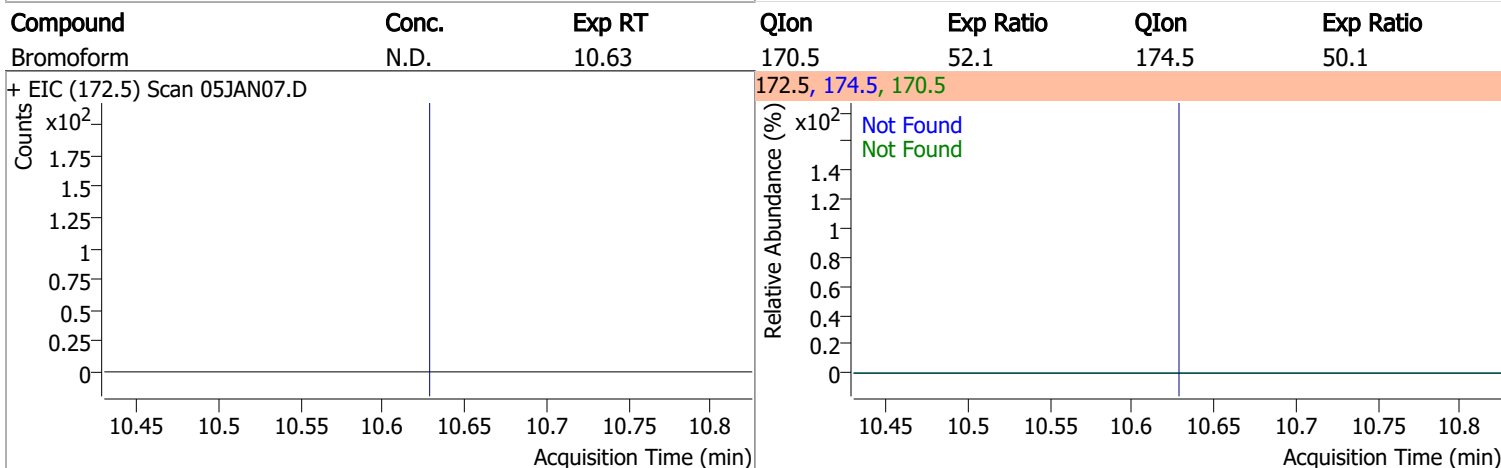 Compound Conc. Exp RT QIon Exp Ratio QIon Exp Ratio
Bromoform N.D. 10.63 170.5 52.1 174.5 50.1
+ EIC (172.5) Scan 05JAN07.D
Counts
x10²
1.75
1.5
1.25
1
0.75
0.5
0.25
0
10.45 10.5 10.55 10.6 10.65 10.7 10.75 10.8
Acquisition Time (min)
172.5, 174.5, 170.5
Relative Abundance (%)
x10²
Not Found
Not Found
1.4
1.2
1
0.8
0.6
0.4
0.2
0
10.45 10.5 10.55 10.6 10.65 10.7 10.75 10.8
Acquisition Time (min)